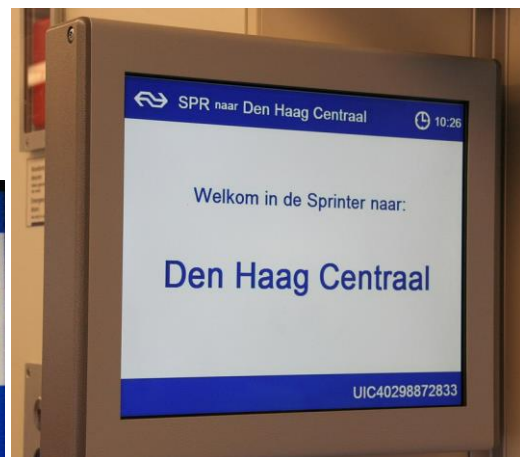 SPR naar Den Haag Centraal 10:26
Welkom in de Sprinter naar:
Den Haag Centraal
UIC40298872833